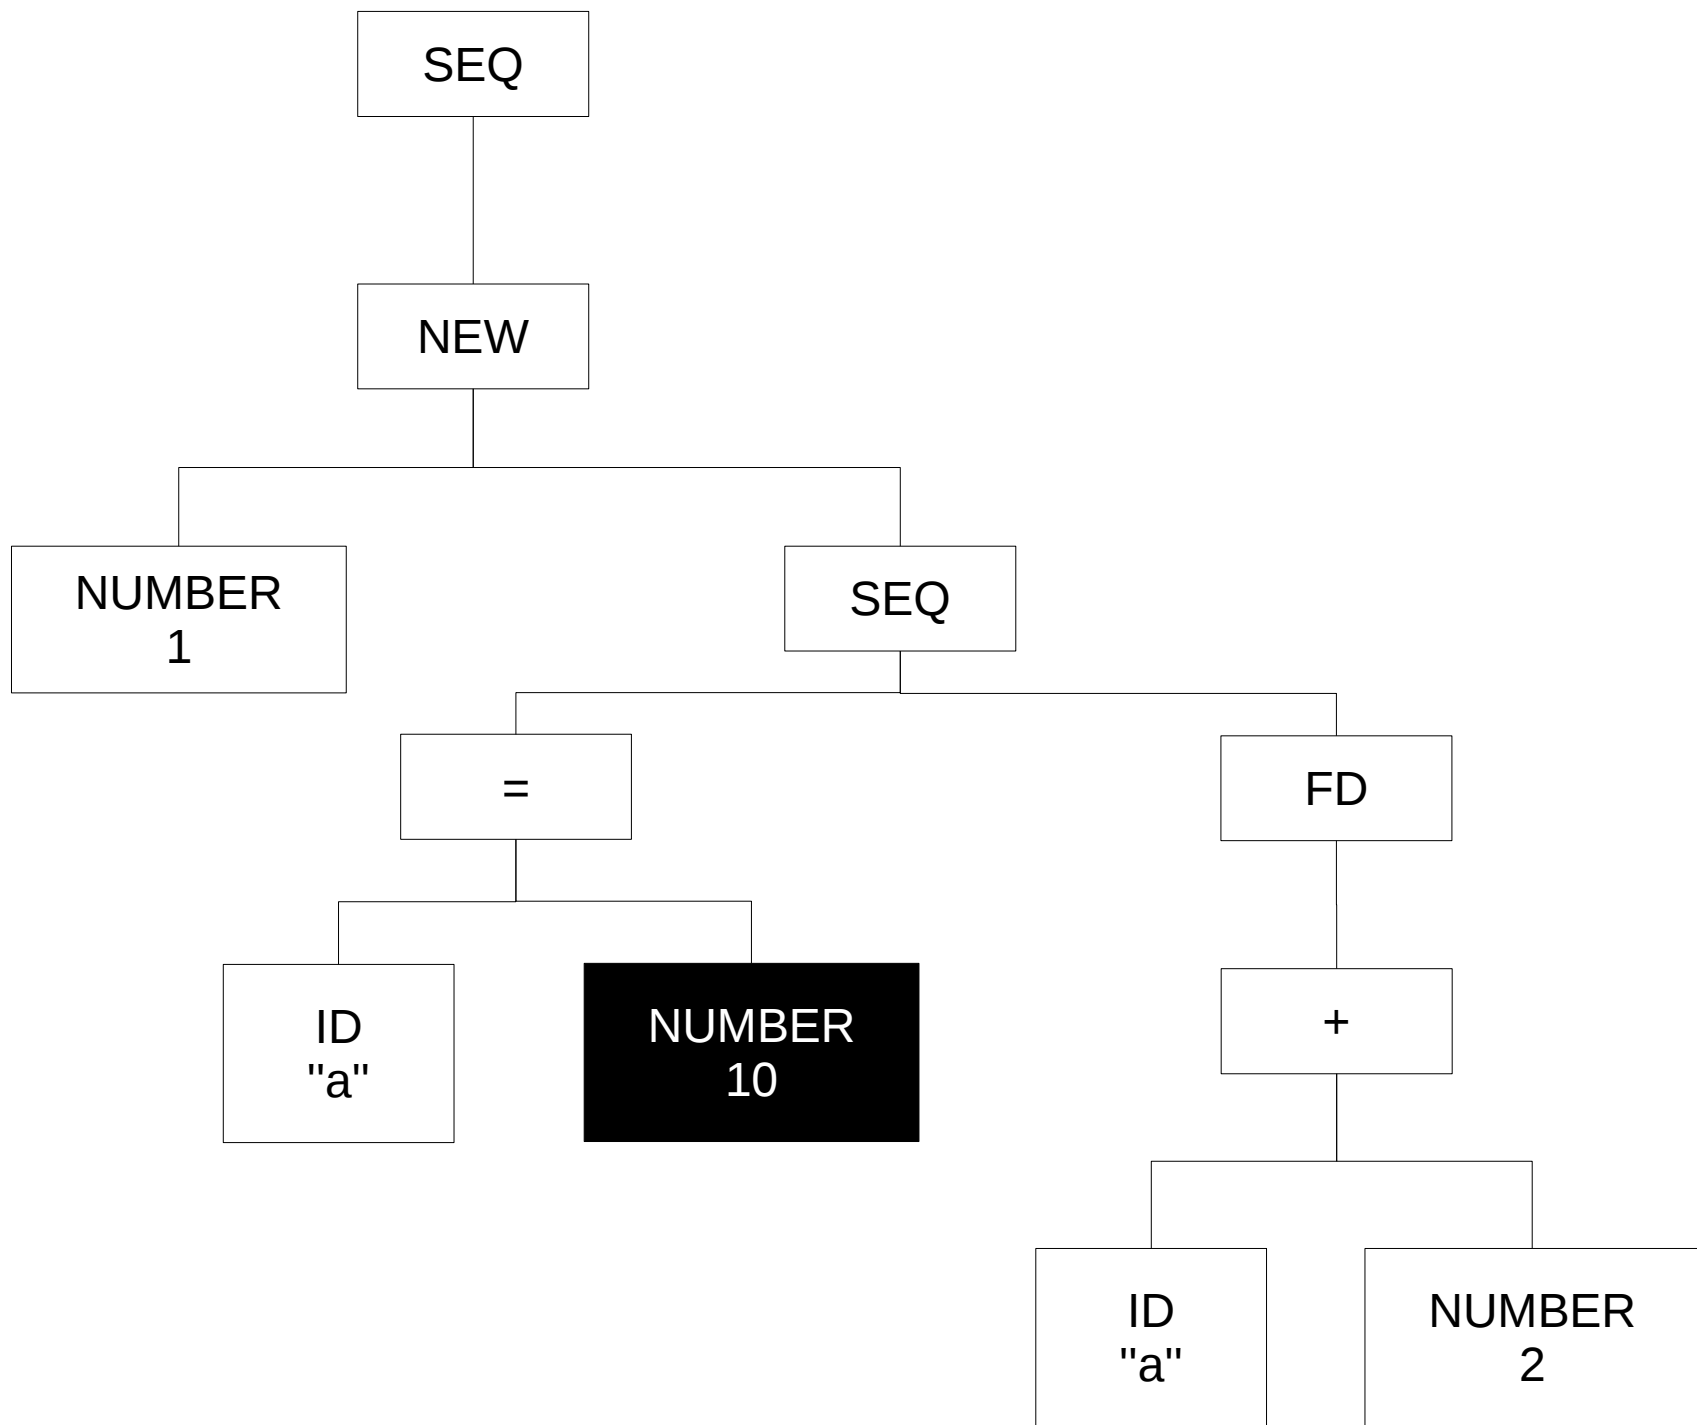 SEQ
NEW
NUMBER
1
SEQ
=
FD
ID
"a"
NUMBER
10
+
ID
"a"
NUMBER
2